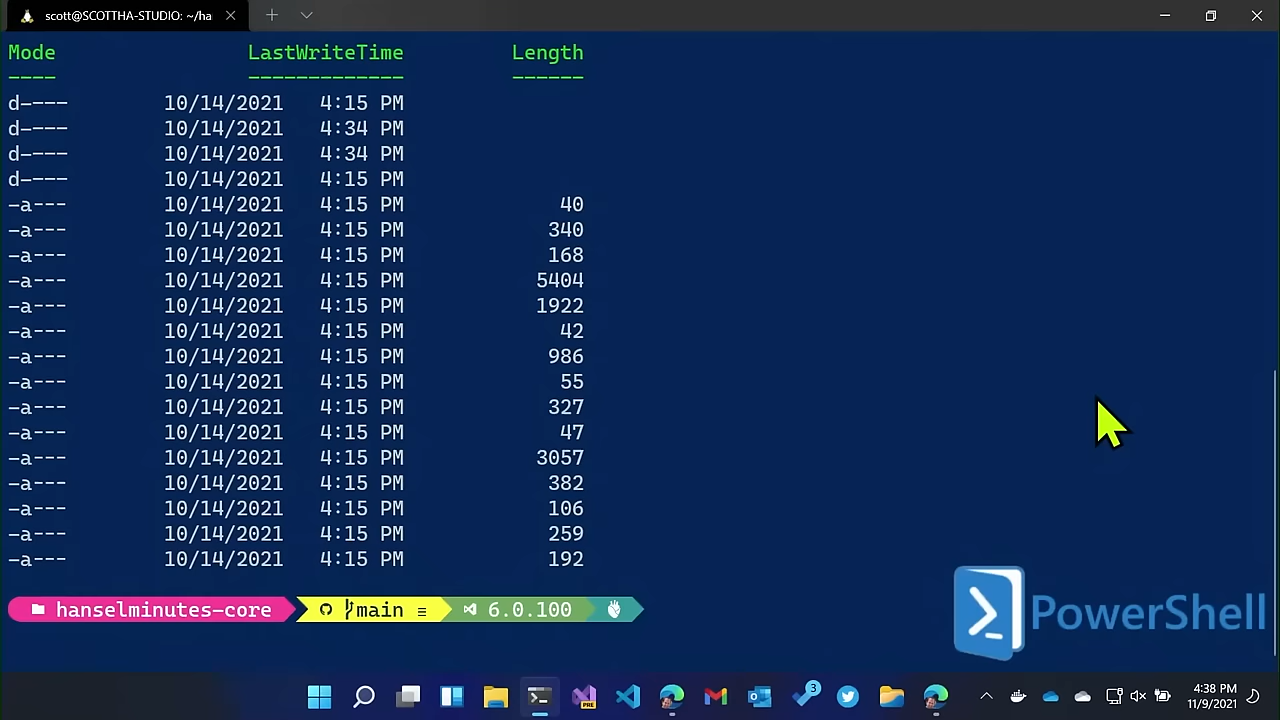 scott@SCOTTHA-STUDIO: ~/ha
Mode LastWriteTime Length
---- ------------- ------
d---- 10/14/2021 4:15 PM
d---- 10/14/2021 4:34 PM
d---- 10/14/2021 4:34 PM
d---- 10/14/2021 4:15 PM
-a--- 10/14/2021 4:15 PM 40
-a--- 10/14/2021 4:15 PM 340
-a--- 10/14/2021 4:15 PM 168
-a--- 10/14/2021 4:15 PM 5404
-a--- 10/14/2021 4:15 PM 1922
-a--- 10/14/2021 4:15 PM 42
-a--- 10/14/2021 4:15 PM 986
-a--- 10/14/2021 4:15 PM 55
-a--- 10/14/2021 4:15 PM 327
-a--- 10/14/2021 4:15 PM 47
-a--- 10/14/2021 4:15 PM 3057
-a--- 10/14/2021 4:15 PM 382
-a--- 10/14/2021 4:15 PM 106
-a--- 10/14/2021 4:15 PM 259
-a--- 10/14/2021 4:15 PM 192
hanselminutes-core main ≡ 6.0.100
PowerShell
PRE
3
4:38 PM
11/9/2021